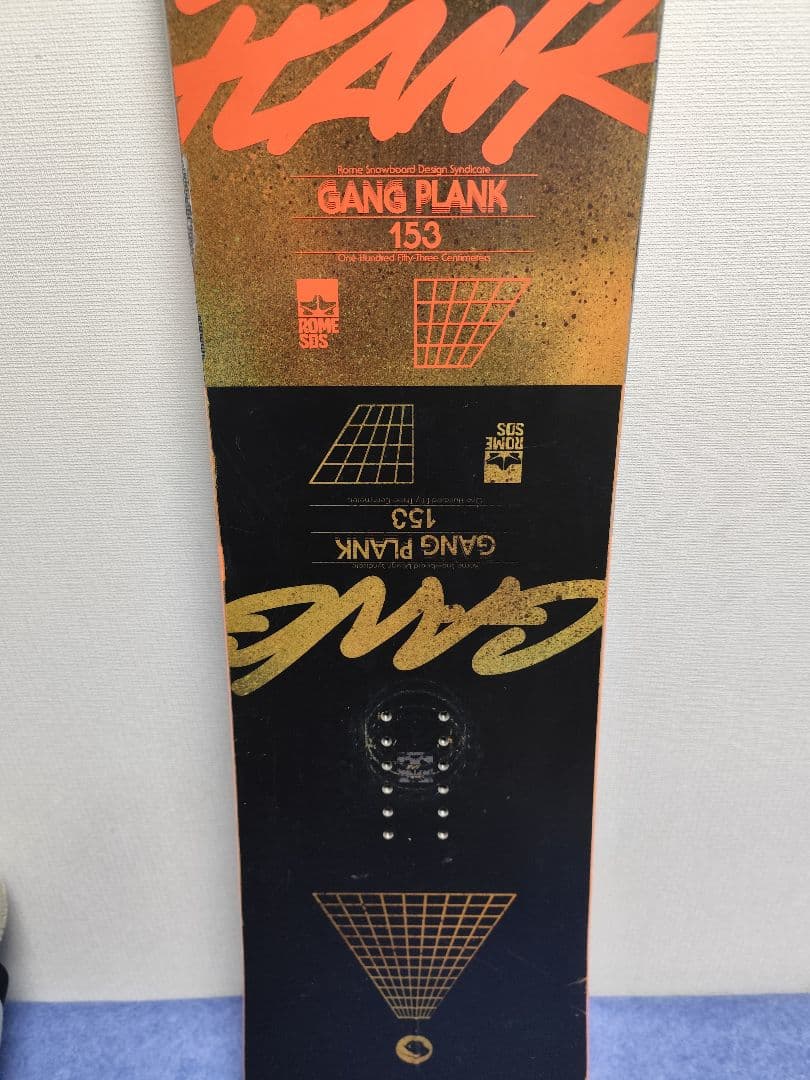 PLANK
Rome Snowboard Design Syndicate
GANG PLANK
153
One Hundred Fifty-Three Centimeters
ROME
SDS
ROME
SDS
One Hundred Fifty-Three Centimeters
153
GANG PLANK
Rome Snowboard Design Syndicate
GANG